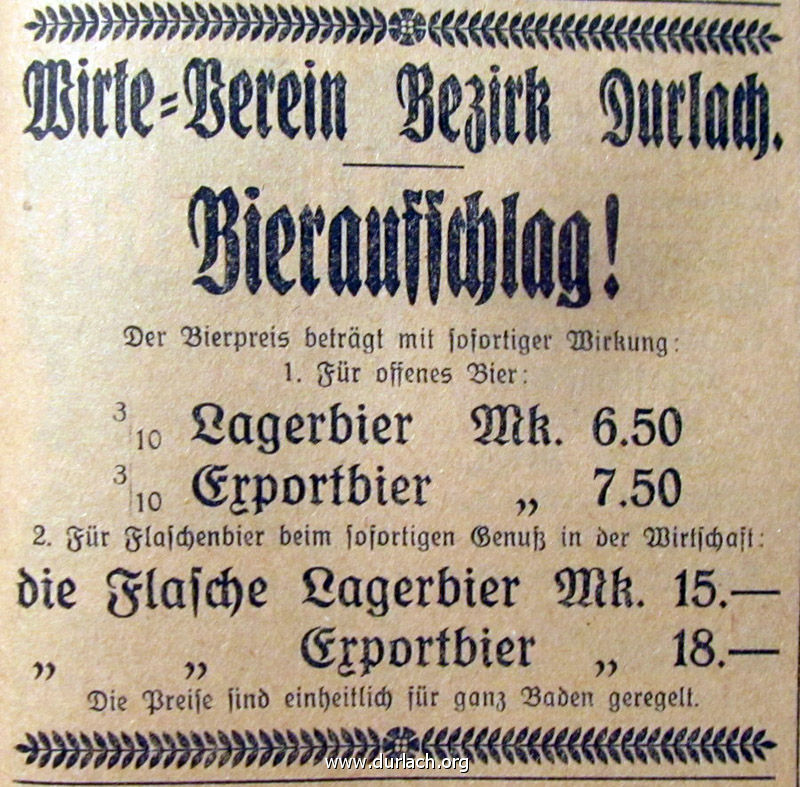 Wirte-Verein Bezirk Durlach.
Bieraufschlag!
Der Bierpreis beträgt mit sofortiger Wirkung:
1. Für offenes Bier:
3/10 Lagerbier Mk. 6.50
3/10 Exportbier „ 7.50
2. Für Flaschenbier beim sofortigen Genuß in der Wirtschaft:
die Flasche Lagerbier Mk. 15.—
„ „ Exportbier „ 18.—
Die Preise sind einheitlich für ganz Baden geregelt.
www.durlach.org